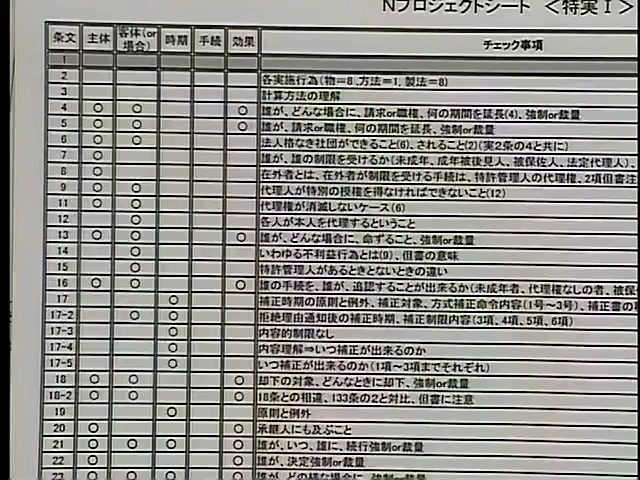 Nプロジェクトシート ＜特実Ⅰ＞
条文 主体 客体(or場合) 時期 手続 効果 チェック事項
1
2 各実施行為(物=8、方法=1、製法=8)
3 計算方法の理解
4 ○ ○ ○ 誰が、どんな場合に、請求or職権、何の期間を延長(4)、強制or裁量
5 ○ ○ ○ 誰が、請求or職権、何の期間を延長、強制or裁量
6 ○ ○ 法人格なき社団ができること(6)、されること(2)(実2条の4と共に)
7 ○ 誰が、誰の制限を受けるか(未成年、成年被後見人、被保佐人、法定代理人)、
8 ○ 在外者とは、在外者が制限を受ける手続、特許管理人の代理権、2項但書注
9 ○ ○ 代理人が特別の授権を得なければできないこと(12)
11 ○ ○ 代理権が消滅しないケース(6)
12 ○ 各人が本人を代理するということ
13 ○ ○ ○ 誰が、どんな場合に、命ずること、強制or裁量
14 ○ いわゆる不利益行為とは(9)、但書の意味
15 ○ 特許管理人があるときとないときの違い
16 ○ ○ ○ 誰の手続を、誰が、追認することが出来るか(未成年者、代理権なしの者、被保
17 ○ 補正時期の原則と例外、補正対象、方式補正命令内容(1号～3号)、補正書の
17-2 ○ ○ 拒絶理由通知後の補正時期、補正制限内容(3項、4項、5項、6項)
17-3 ○ 内容的制限なし
17-4 ○ 内容理解⇒いつ補正が出来るのか
17-5 ○ いつ補正が出来るのか(1項～3項までそれぞれ)
18 ○ ○ ○ 却下の対象、どんなときに却下、強制or裁量
18-2 ○ ○ ○ 18条との相違、133条の2と対比、但書に注意
19 ○ 原則と例外
20 ○ ○ 承継人にも及ぶこと
21 ○ ○ ○ ○ 誰が、いつ、誰に、続行強制or裁量
22 ○ ○ 誰が、決定強制or裁量
23 ○ ○ ○ 誰が、どの様な場合に、強制or裁量